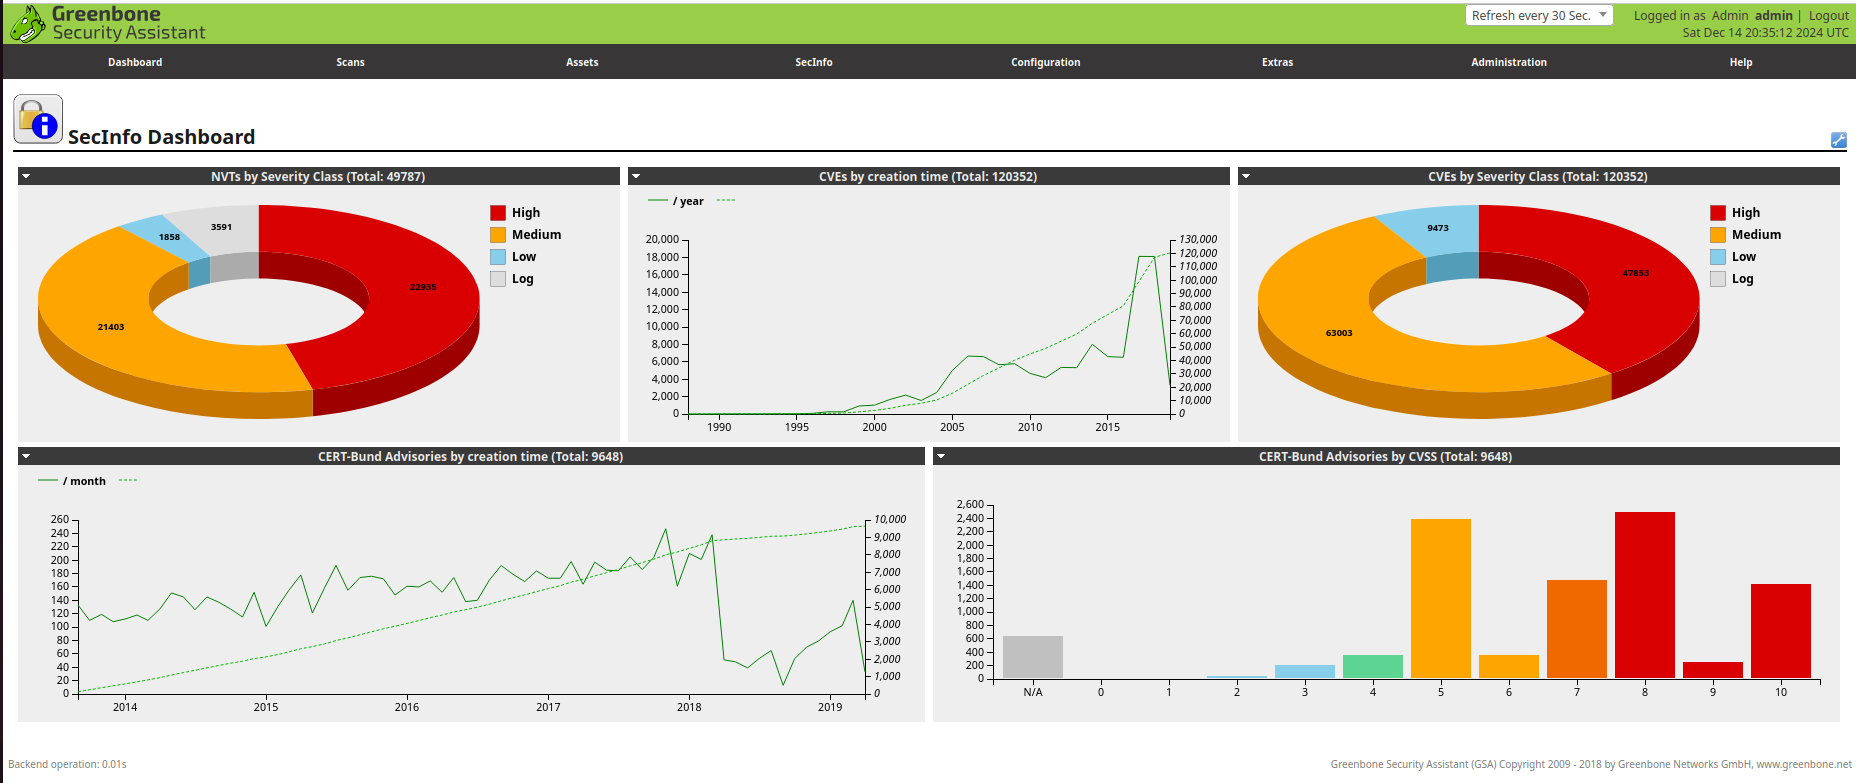 Greenbone
Security Assistant
Refresh every 30 Sec.
Logged in as Admin admin | Logout
Sat Dec 14 20:35:12 2024 UTC
Dashboard Scans Assets SecInfo Configuration Extras Administration Help
SecInfo Dashboard
NVTs by Severity Class (Total: 49787)
High
Medium
Low
Log
3591
1858
22935
21403
CVEs by creation time (Total: 120352)
/ year
20,000
18,000
16,000
14,000
12,000
10,000
8,000
6,000
4,000
2,000
0
130,000
120,000
110,000
100,000
90,000
80,000
70,000
60,000
50,000
40,000
30,000
20,000
10,000
0
1990 1995 2000 2005 2010 2015
CVEs by Severity Class (Total: 120352)
High
Medium
Low
Log
9473
47853
63003
CERT-Bund Advisories by creation time (Total: 9648)
/ month
260
240
220
200
180
160
140
120
100
80
60
40
20
0
10,000
9,000
8,000
7,000
6,000
5,000
4,000
3,000
2,000
1,000
0
2014 2015 2016 2017 2018 2019
CERT-Bund Advisories by CVSS (Total: 9648)
2,600
2,400
2,200
2,000
1,800
1,600
1,400
1,200
1,000
800
600
400
200
0
N/A 0 1 2 3 4 5 6 7 8 9 10
Backend operation: 0.01s
Greenbone Security Assistant (GSA) Copyright 2009 - 2018 by Greenbone Networks GmbH, www.greenbone.net